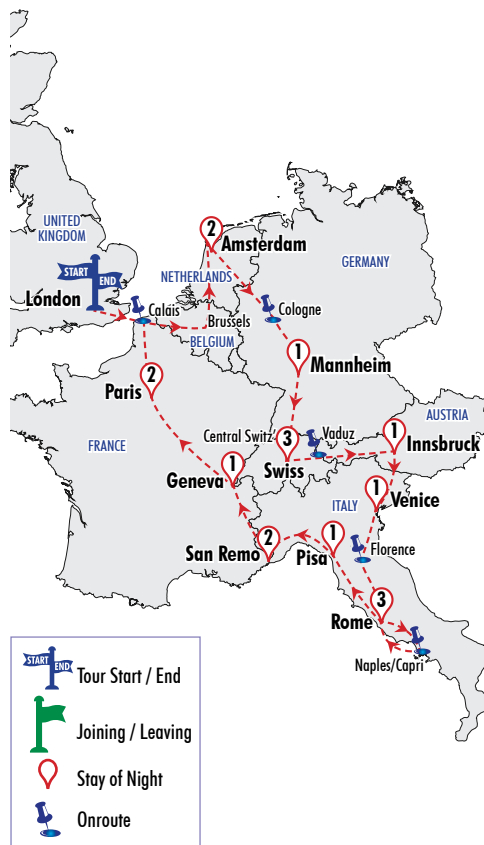 UNITED
KINGDOM
2
Amsterdam
START
END
NETHERLANDS
GERMANY
Lóndon
Caláis
Cologne
Brussels
BELGIUM
1
Mannheim
2
Paris
AUSTRIA
Central Switz
3
Vaduz
1
Innsbruck
FRANCE
Swiss
1
Geneva
ITALY
1
Venice
2
San Remo
1
Pisa
Florence
3
Rome
Naples/Capri
START
END
Tour Start / End
Joining / Leaving
Stay of Night
Onroute